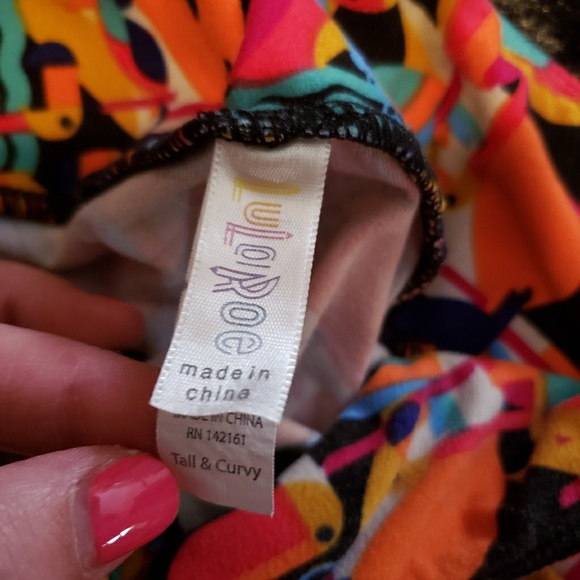 LuLaRoe
made in
china
MADE IN CHINA
RN 142161
Tall & Curvy